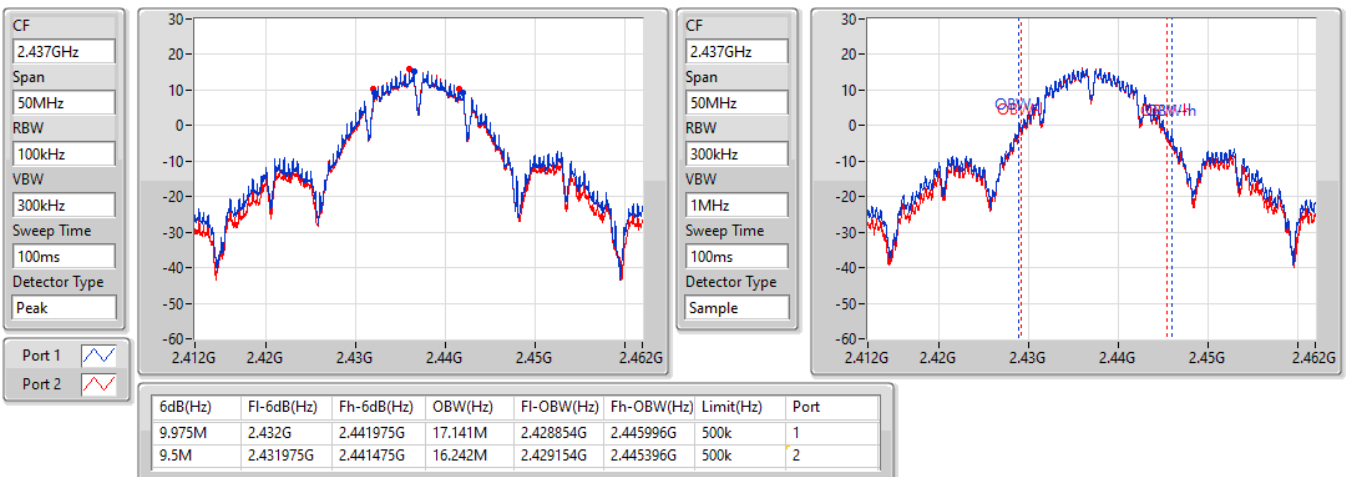 CF
2.437GHz
Span
50MHz
RBW
100kHz
VBW
300kHz
Sweep Time
100ms
Detector Type
Peak
Port 1
Port 2
30
20
10
0
-10
-20
-30
-40
-50
-60
2.412G 2.42G 2.43G 2.44G 2.45G 2.462G
CF
2.437GHz
Span
50MHz
RBW
300kHz
VBW
1MHz
Sweep Time
100ms
Detector Type
Sample
30
20
10
0
-10
-20
-30
-40
-50
-60
2.412G 2.42G 2.43G 2.44G 2.45G 2.462G
6dB(Hz) Fl-6dB(Hz) Fh-6dB(Hz) OBW(Hz) Fl-OBW(Hz) Fh-OBW(Hz) Limit(Hz) Port
9.975M 2.432G 2.441975G 17.141M 2.428854G 2.445996G 500k 1
9.5M 2.431975G 2.441475G 16.242M 2.429154G 2.445396G 500k 2